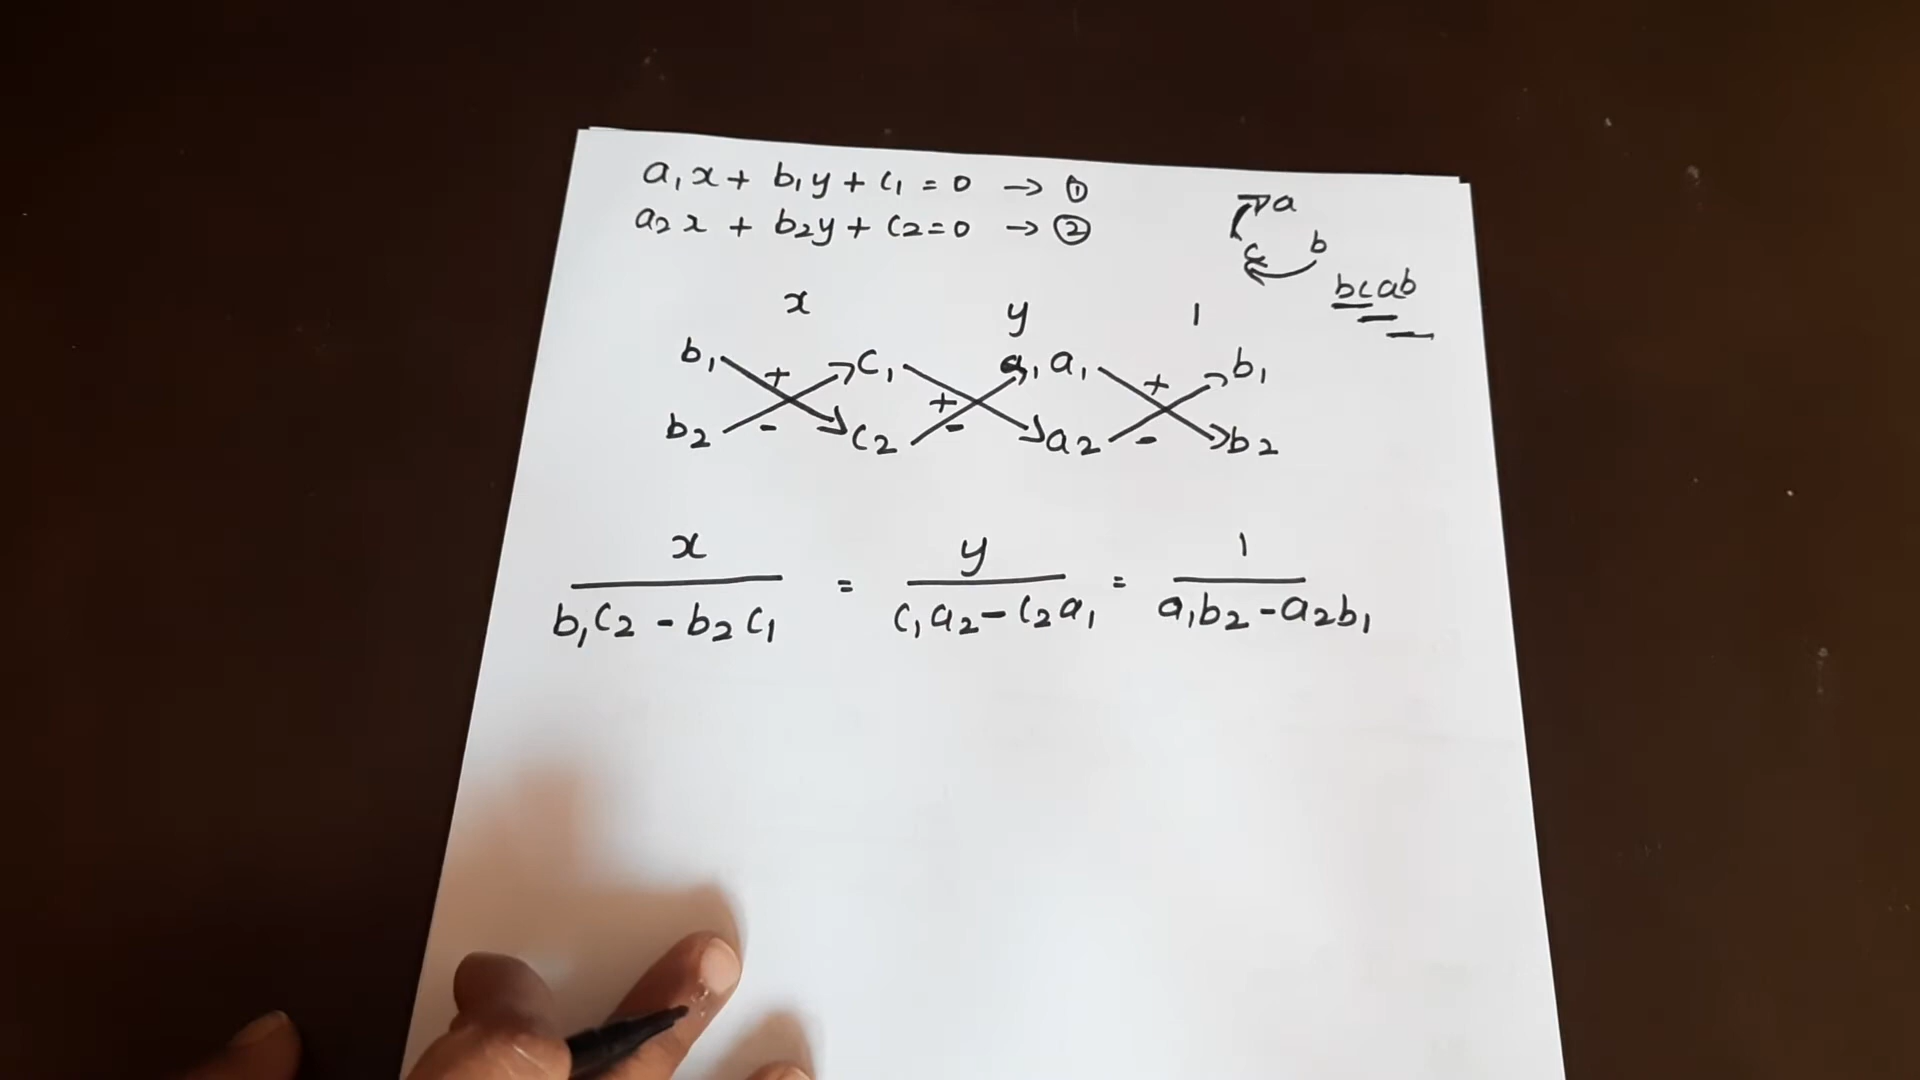 a₁x + b₁y + c₁ = 0 → ①
a₂x + b₂y + c₂ = 0 → ②
a
c b
bcab
x y 1
b₁ + c₁ + a₁ a₁ + b₁
b₂ - c₂ - a₂ - b₂
x = y = 1
b₁c₂ - b₂c₁ c₁a₂ - c₂a₁ a₁b₂ - a₂b₁